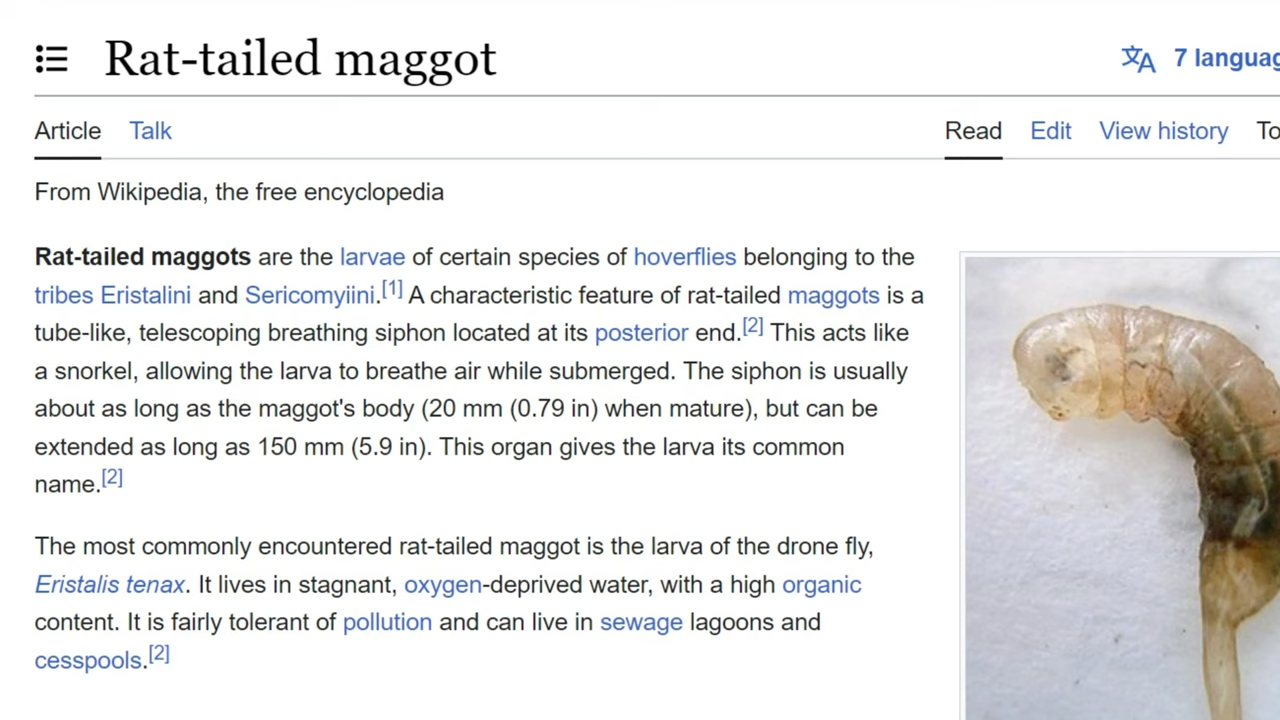 Rat-tailed maggot
7 languag
Article Talk Read Edit View history To
From Wikipedia, the free encyclopedia
Rat-tailed maggots are the larvae of certain species of hoverflies belonging to the
tribes Eristalini and Sericomyiini.[1] A characteristic feature of rat-tailed maggots is a
tube-like, telescoping breathing siphon located at its posterior end.[2] This acts like
a snorkel, allowing the larva to breathe air while submerged. The siphon is usually
about as long as the maggot's body (20 mm (0.79 in) when mature), but can be
extended as long as 150 mm (5.9 in). This organ gives the larva its common
name.[2]
The most commonly encountered rat-tailed maggot is the larva of the drone fly,
Eristalis tenax. It lives in stagnant, oxygen-deprived water, with a high organic
content. It is fairly tolerant of pollution and can live in sewage lagoons and
cesspools.[2]